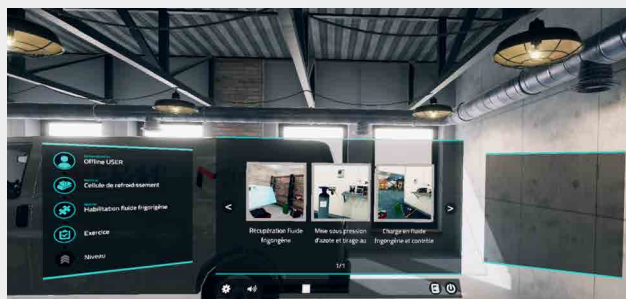 Offline USER
Cellule de refroidissement
Habilitation fluide frigorigène
Exercice
Niveau
<
Récupération fluide
frigorigène
Mise sous pression
d'azote et tirage au
Charge en fluide
frigorigène et contrôle
>
1/1